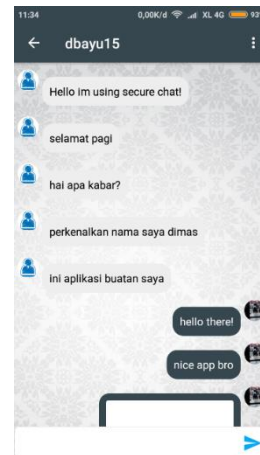 11:34 0,00K/d XL 4G 93
dbayu15
Hello im using secure chat!
selamat pagi
hai apa kabar?
perkenalkan nama saya dimas
ini aplikasi buatan saya
hello there!
nice app bro